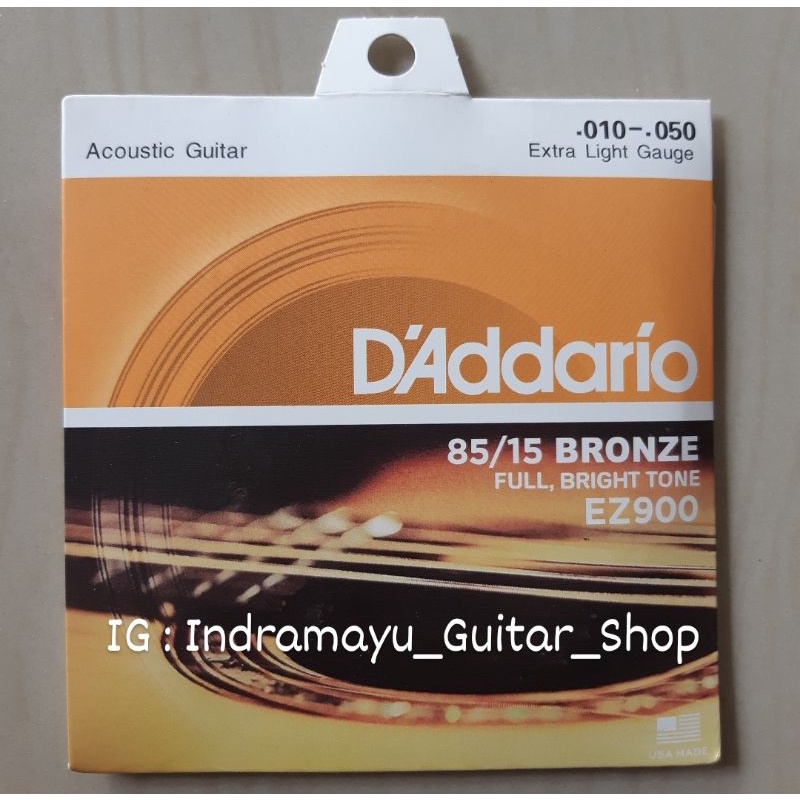 Acoustic Guitar
.010-.050
Extra Light Gauge
D'Addario
85/15 BRONZE
FULL, BRIGHT TONE
EZ900
IG : Indramayu_Guitar_Shop
USA MADE